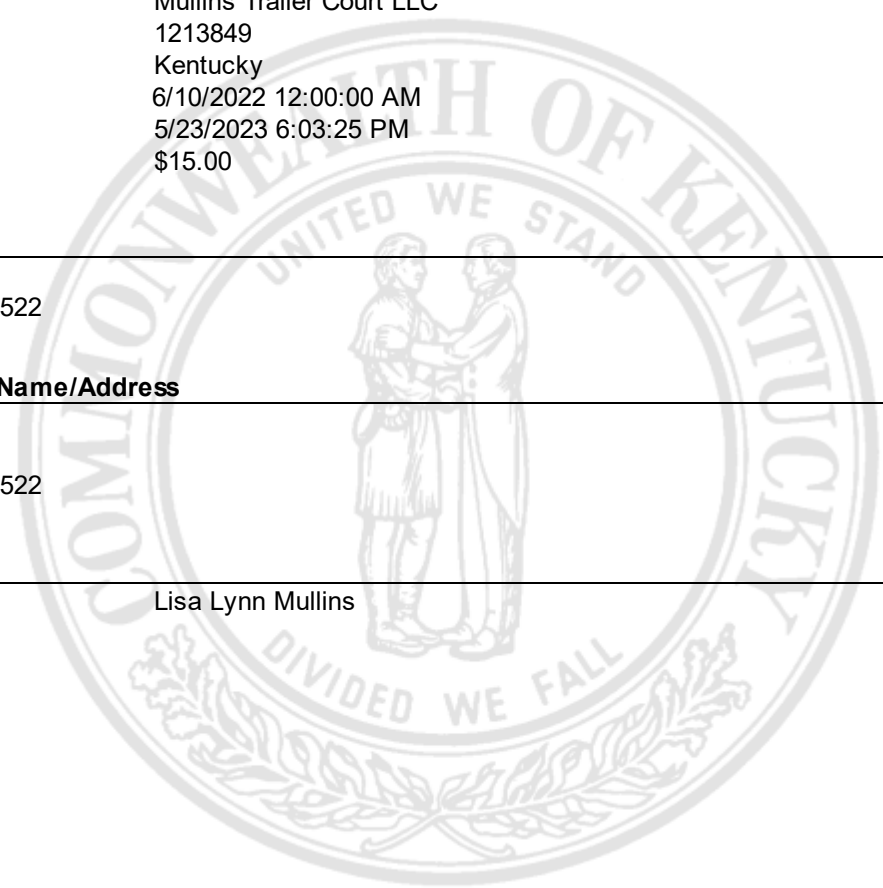 Mullins Trailer Court LLC
1213849
Kentucky
6/10/2022 12:00:00 AM
5/23/2023 6:03:25 PM
$15.00
COMMONWEALTH OF KENTUCKY
UNITED WE STAND
522
Name/Address
522
Lisa Lynn Mullins
DIVIDED WE FALL